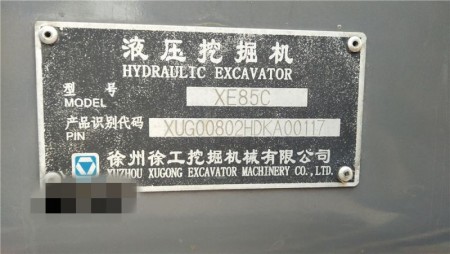 液压挖掘机
HYDRAULIC EXCAVATOR
型号 XE85C
MODEL
产品识别代码 XUG00802HDKA00117
PIN
徐州徐工挖掘机械有限公司
XUZHOU XUGONG EXCAVATOR MACHINERY CO.,LTD.